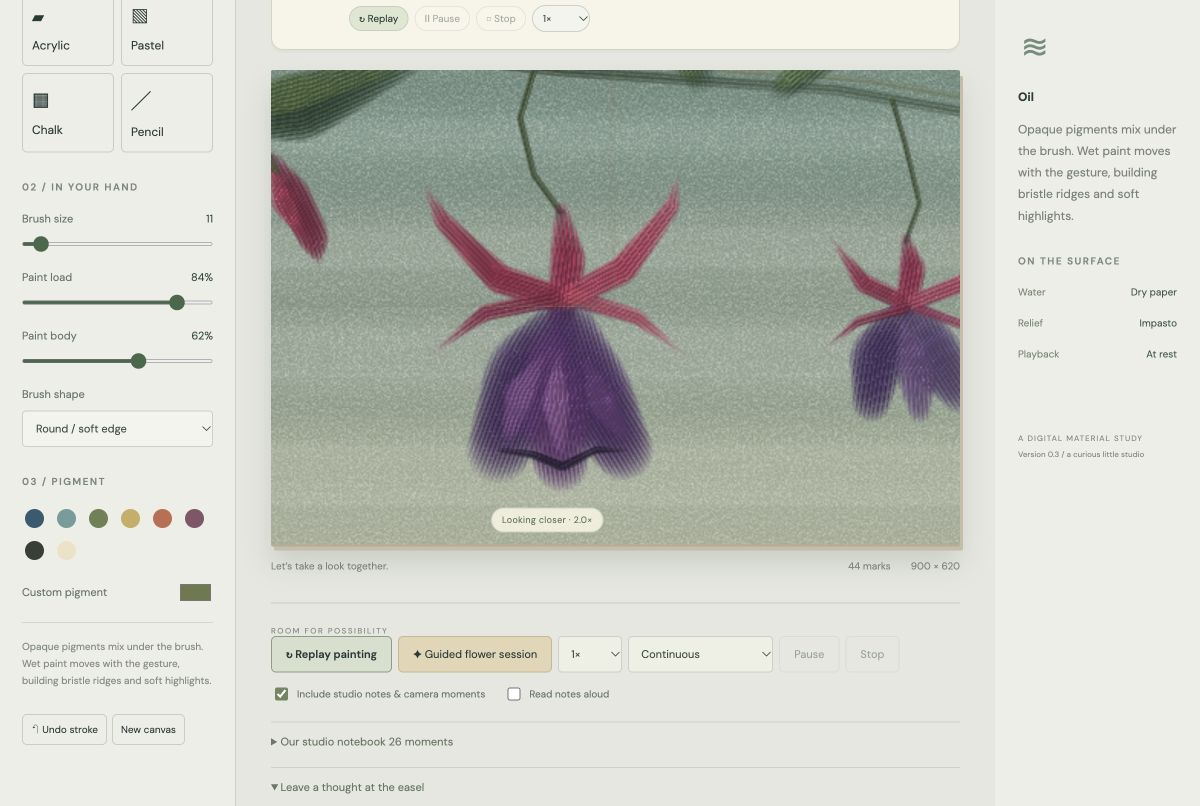 Acrylic
Pastel
Chalk
Pencil
02 / IN YOUR HAND
Brush size 11
Paint load 84%
Paint body 62%
Brush shape
Round / soft edge
03 / PIGMENT
Custom pigment
Opaque pigments mix under the brush.
Wet paint moves with the gesture,
building bristle ridges and soft highlights.
Undo stroke
New canvas
↻ Replay
II Pause
Stop
1×
Looking closer · 2.0×
Let's take a look together.
44 marks
900 × 620
ROOM FOR POSSIBILITY
↻ Replay painting
✦ Guided flower session
1×
Continuous
Pause
Stop
Include studio notes & camera moments
Read notes aloud
▶ Our studio notebook 26 moments
▼ Leave a thought at the easel
Oil
Opaque pigments mix under
the brush. Wet paint moves
with the gesture, building
bristle ridges and soft
highlights.
ON THE SURFACE
Water Dry paper
Relief Impasto
Playback At rest
A DIGITAL MATERIAL STUDY
Version 0.3 / a curious little studio